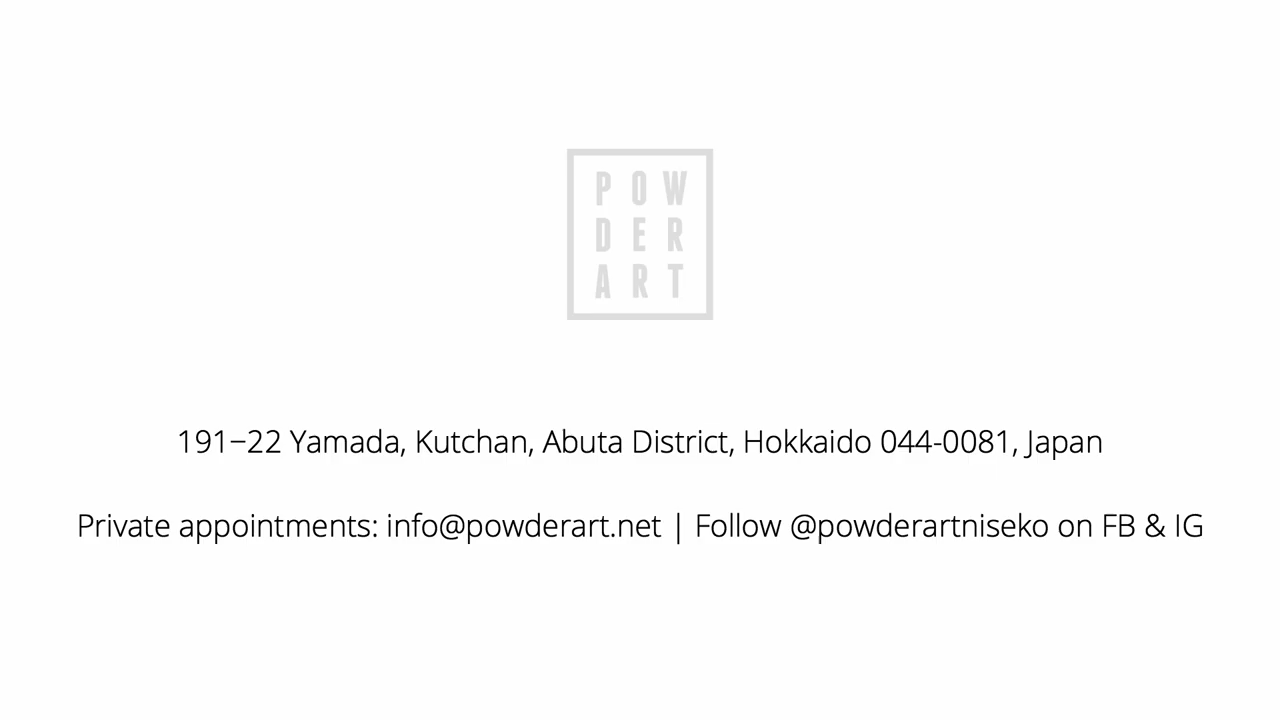 POW
DER
ART
191–22 Yamada, Kutchan, Abuta District, Hokkaido 044-0081, Japan
Private appointments: info@powderart.net | Follow @powderartniseko on FB & IG